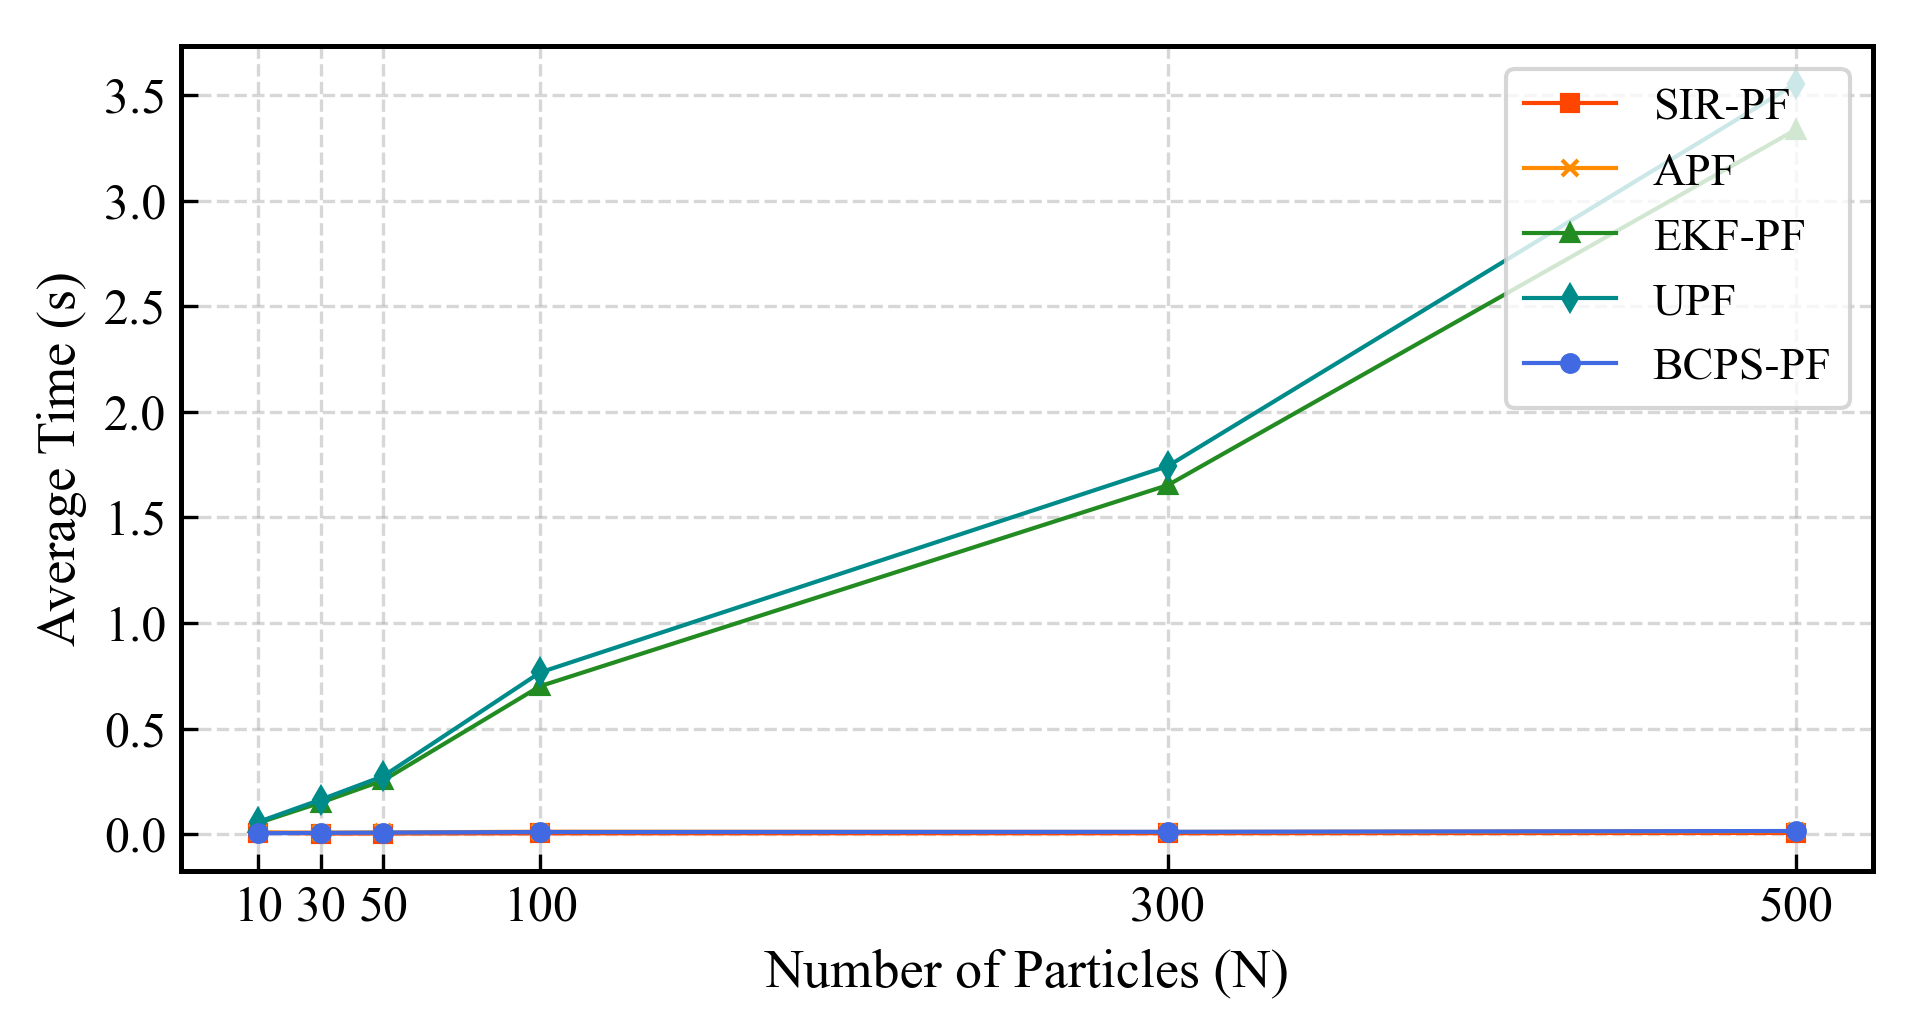 3.5
3.0
2.5
2.0
1.5
1.0
0.5
0.0
Average Time (s)
SIR-PF
APF
EKF-PF
UPF
BCPS-PF
10 30 50 100 300 500
Number of Particles (N)